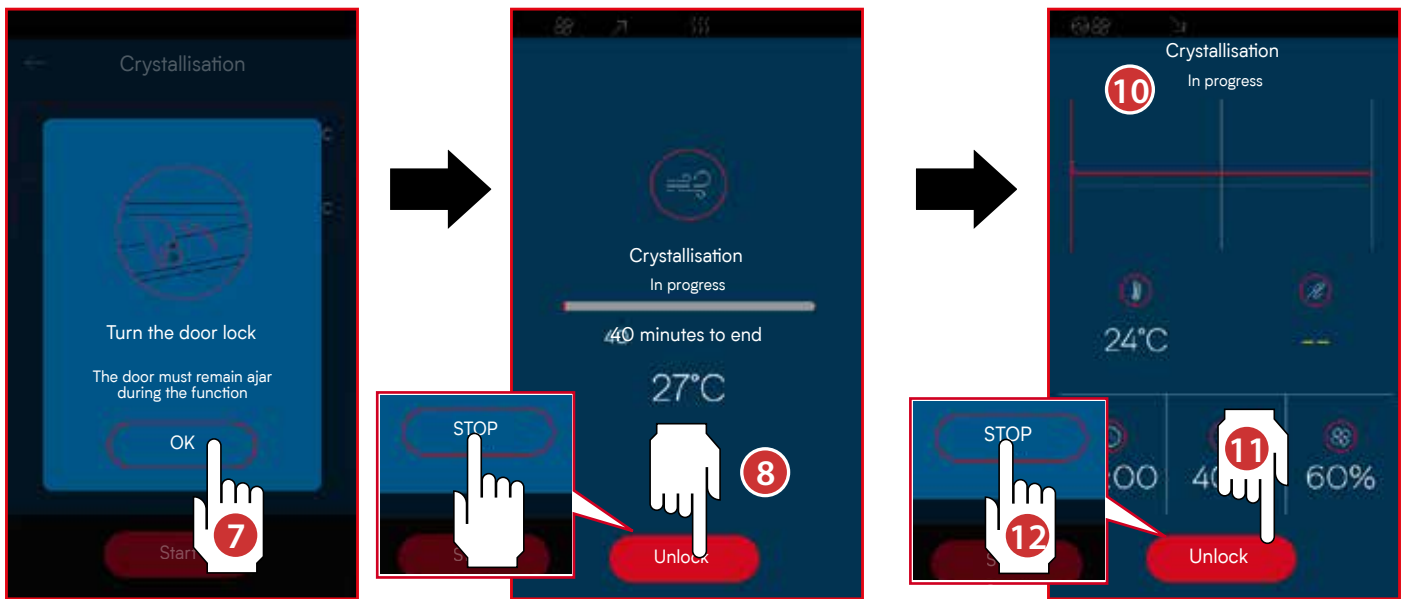 Crystallisation
Turn the door lock
The door must remain ajar
during the function
OK
7
Crystallisation
In progress
40 minutes to end
27°C
STOP
8
Unlock
Crystallisation
In progress
10
24°C
--
60%
STOP
11
12
Unlock